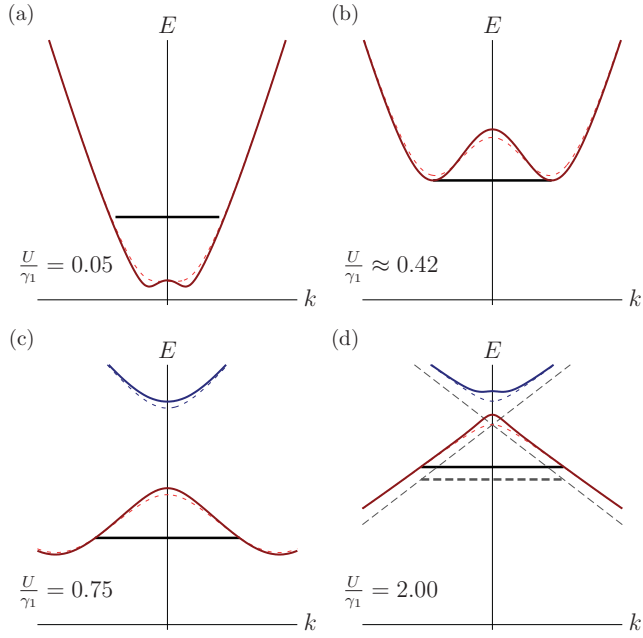 (a)
E
U/γ₁ = 0.05
k
(b)
E
U/γ₁ ≈ 0.42
k
(c)
E
U/γ₁ = 0.75
k
(d)
E
U/γ₁ = 2.00
k